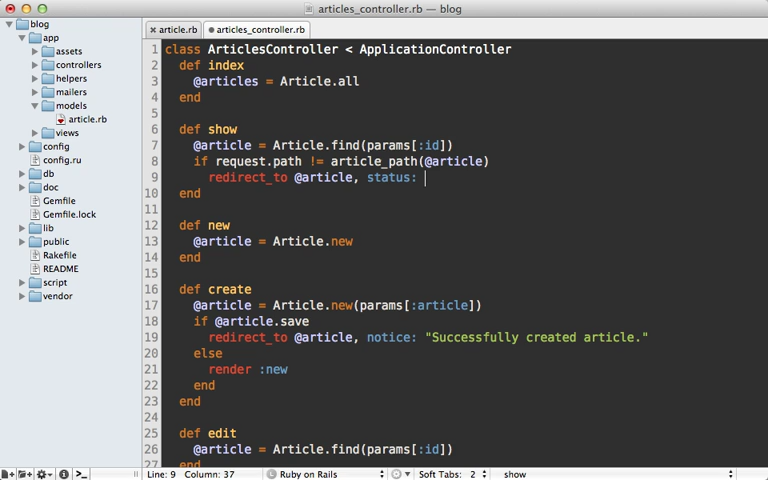 articles_controller.rb — blog
blog
app
assets
controllers
helpers
mailers
models
article.rb
views
config
config.ru
db
doc
Gemfile
Gemfile.lock
lib
public
Rakefile
README
script
vendor
article.rb
articles_controller.rb
1 class ArticlesController < ApplicationController
2 def index
3 @articles = Article.all
4 end
5
6 def show
7 @article = Article.find(params[:id])
8 if request.path != article_path(@article)
9 redirect_to @article, status:
10 end
11
12 def new
13 @article = Article.new
14 end
15
16 def create
17 @article = Article.new(params[:article])
18 if @article.save
19 redirect_to @article, notice: "Successfully created article."
20 else
21 render :new
22 end
23 end
24
25 def edit
26 @article = Article.find(params[:id])
27 end
Line: 9 Column: 37 Ruby on Rails Soft Tabs: 2 show